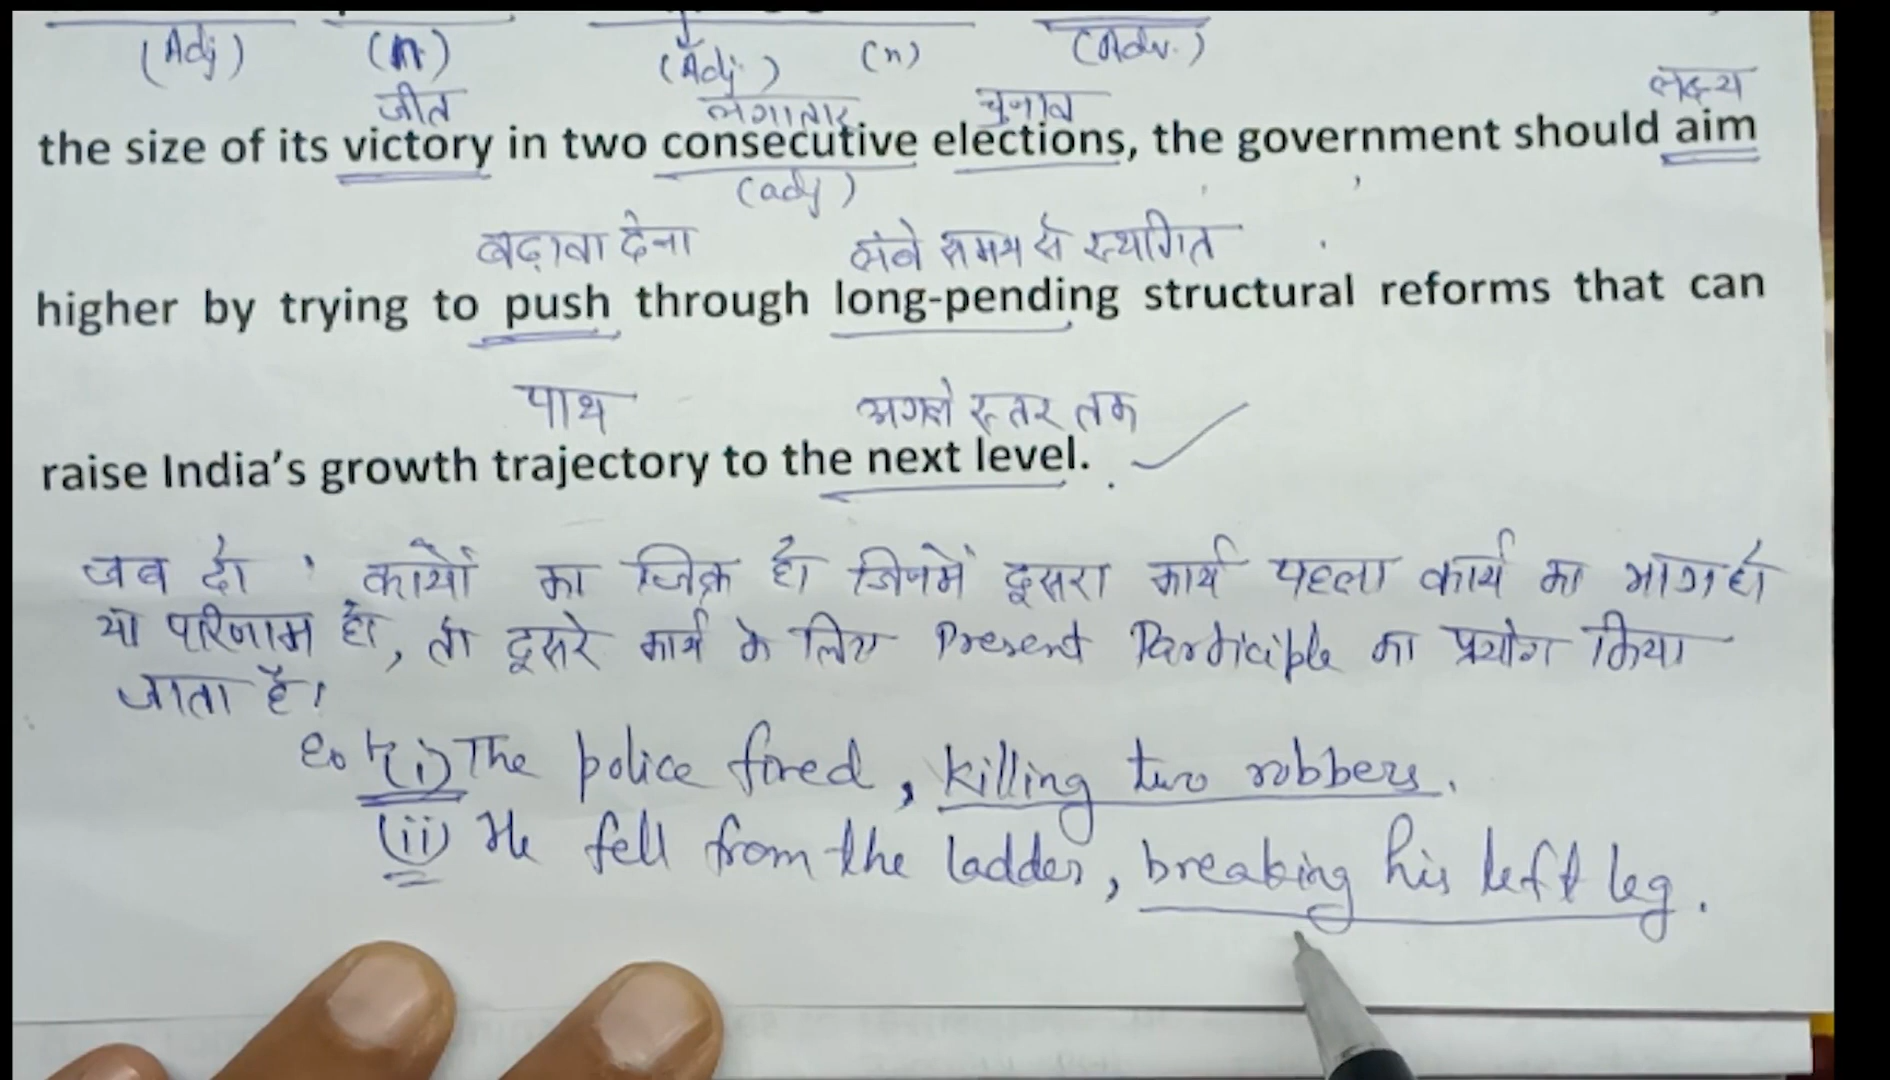 (Adj) (n) (Adj.) (n) (Adv.)
जीत लगातार चुनाव लक्ष्य
the size of its victory in two consecutive elections, the government should aim
(adj)
बढ़ावा देना लंबे समय से स्थगित
higher by trying to push through long-pending structural reforms that can
पाथ अगले स्तर तक
raise India's growth trajectory to the next level.
जब दो कार्यों का जिक्र हो जिनमें दूसरा कार्य पहला कार्य का भाग हो
या परिणाम हो, तो दूसरे कार्य के लिए Present Participle का प्रयोग किया
जाता है।
(i) The police fired, killing two robbers.
(ii) He fell from the ladder, breaking his left leg.